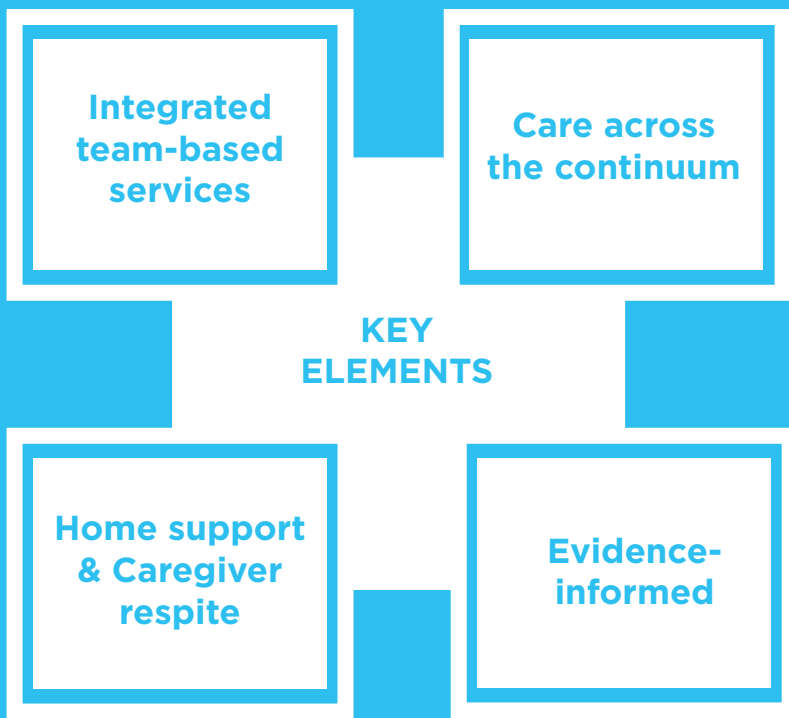 Integrated
team-based
services
Care across
the continuum
KEY
ELEMENTS
Home support
& Caregiver
respite
Evidence-
informed